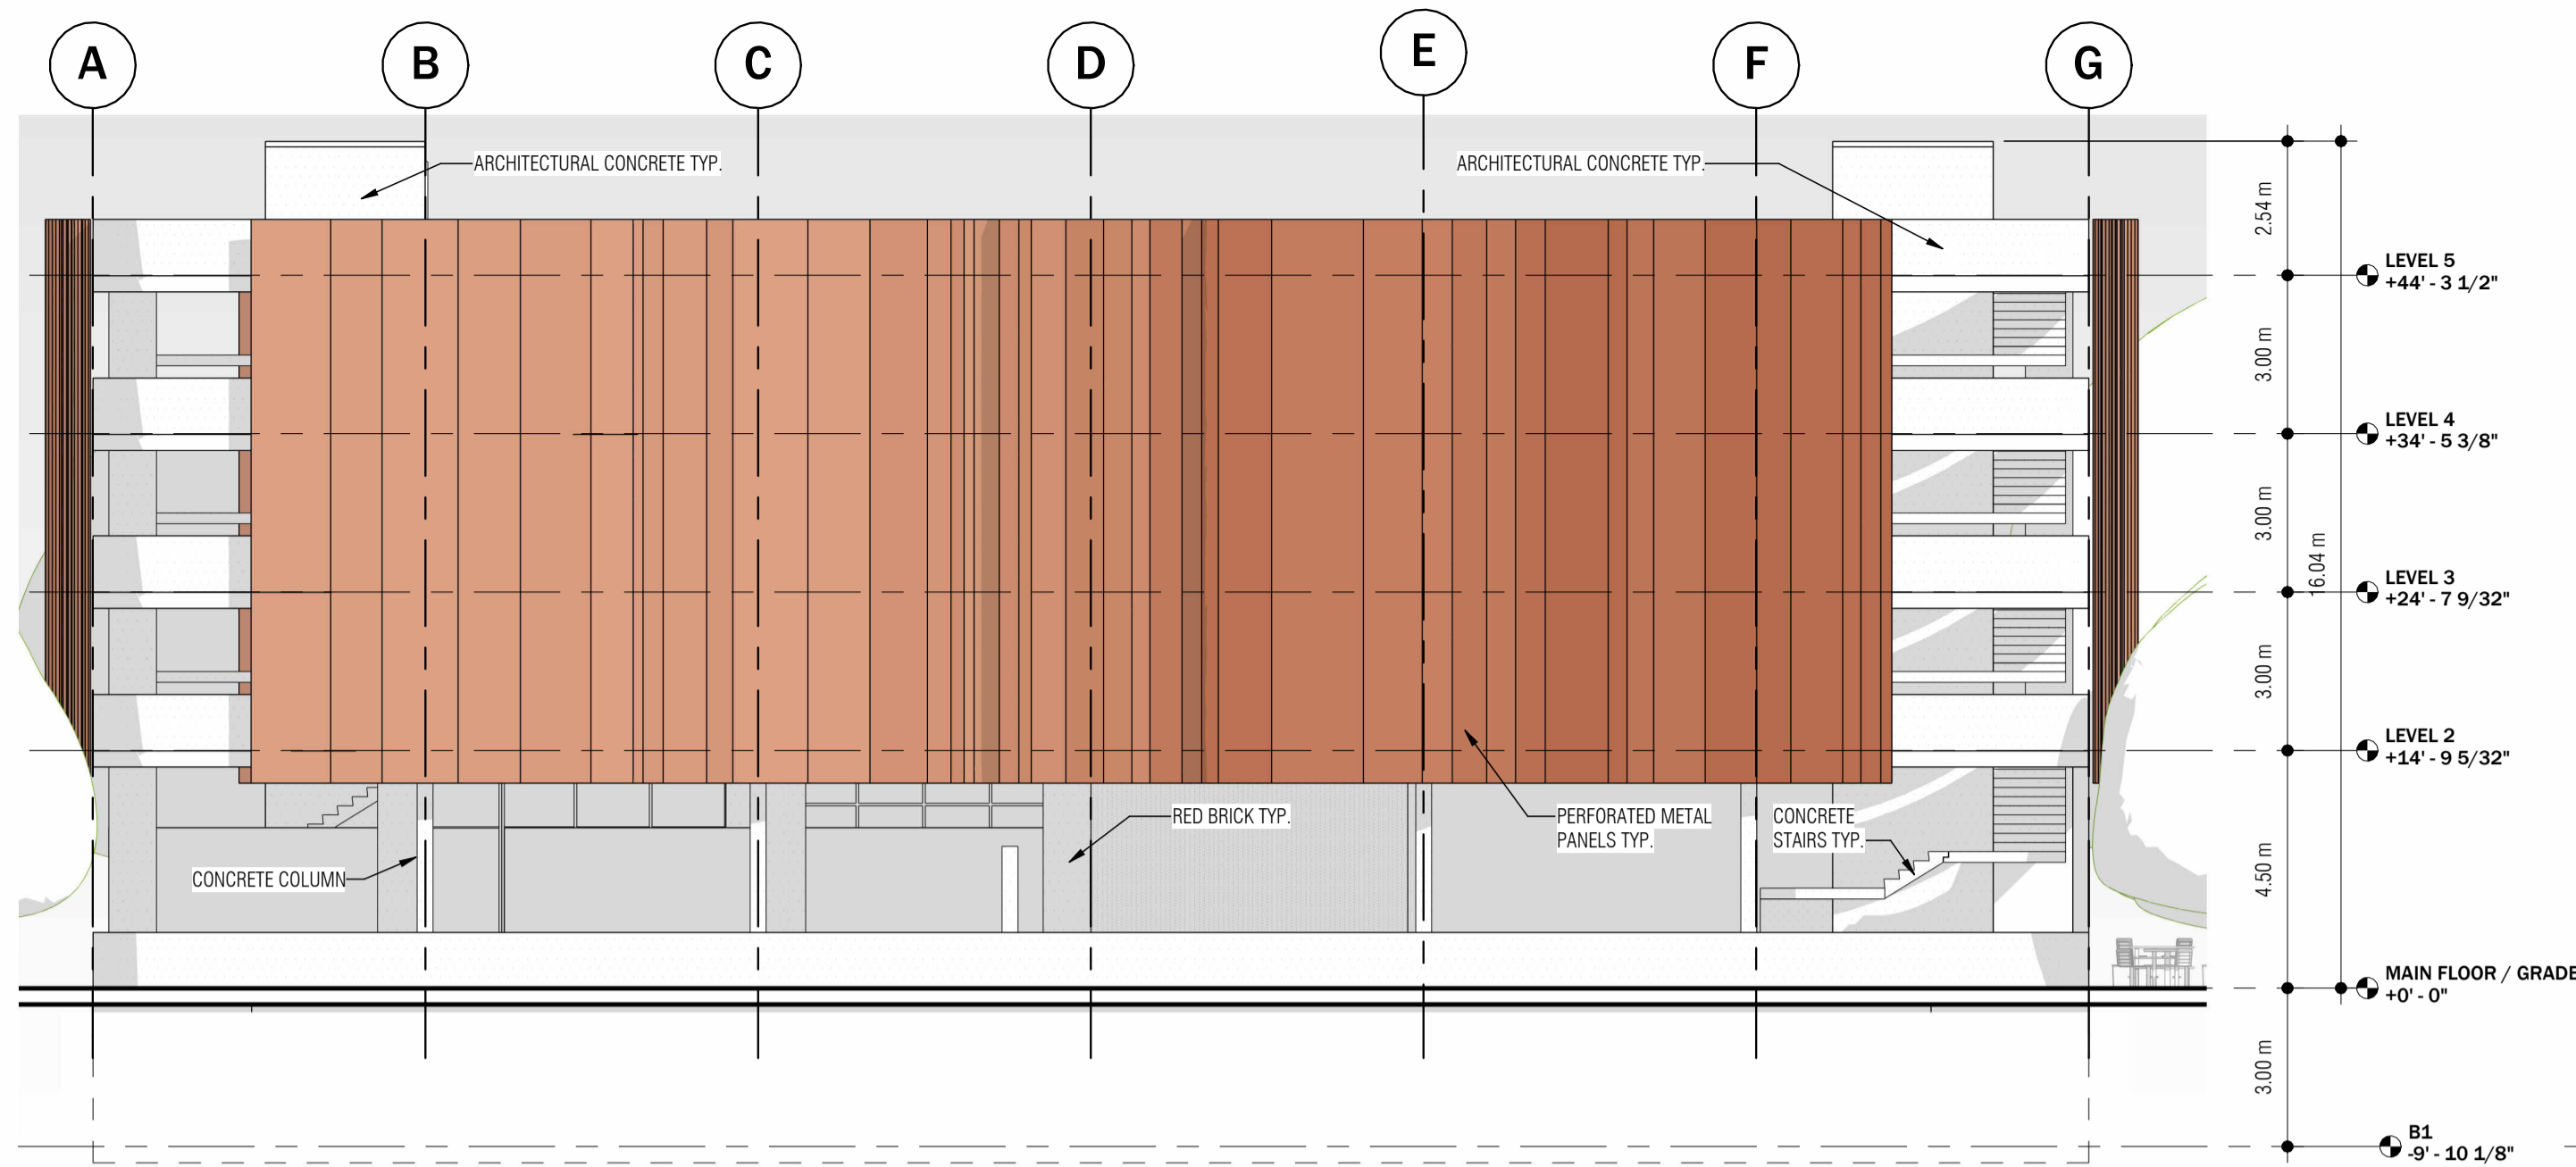 A
B
C
D
E
F
G
ARCHITECTURAL CONCRETE TYP.
ARCHITECTURAL CONCRETE TYP.
2.54 m
LEVEL 5
+44' - 3 1/2"
3.00 m
LEVEL 4
+34' - 5 3/8"
3.00 m
16.04 m
LEVEL 3
+24' - 7 9/32"
3.00 m
LEVEL 2
+14' - 9 5/32"
RED BRICK TYP.
PERFORATED METAL
PANELS TYP.
CONCRETE
STAIRS TYP.
CONCRETE COLUMN
4.50 m
MAIN FLOOR / GRADE
+0' - 0"
3.00 m
B1
-9' - 10 1/8"